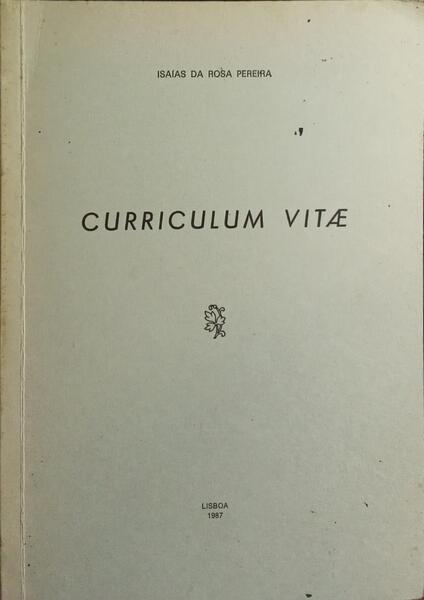 ISAÍAS DA ROSA PEREIRA
CURRICULUM VITÆ
LISBOA
1987